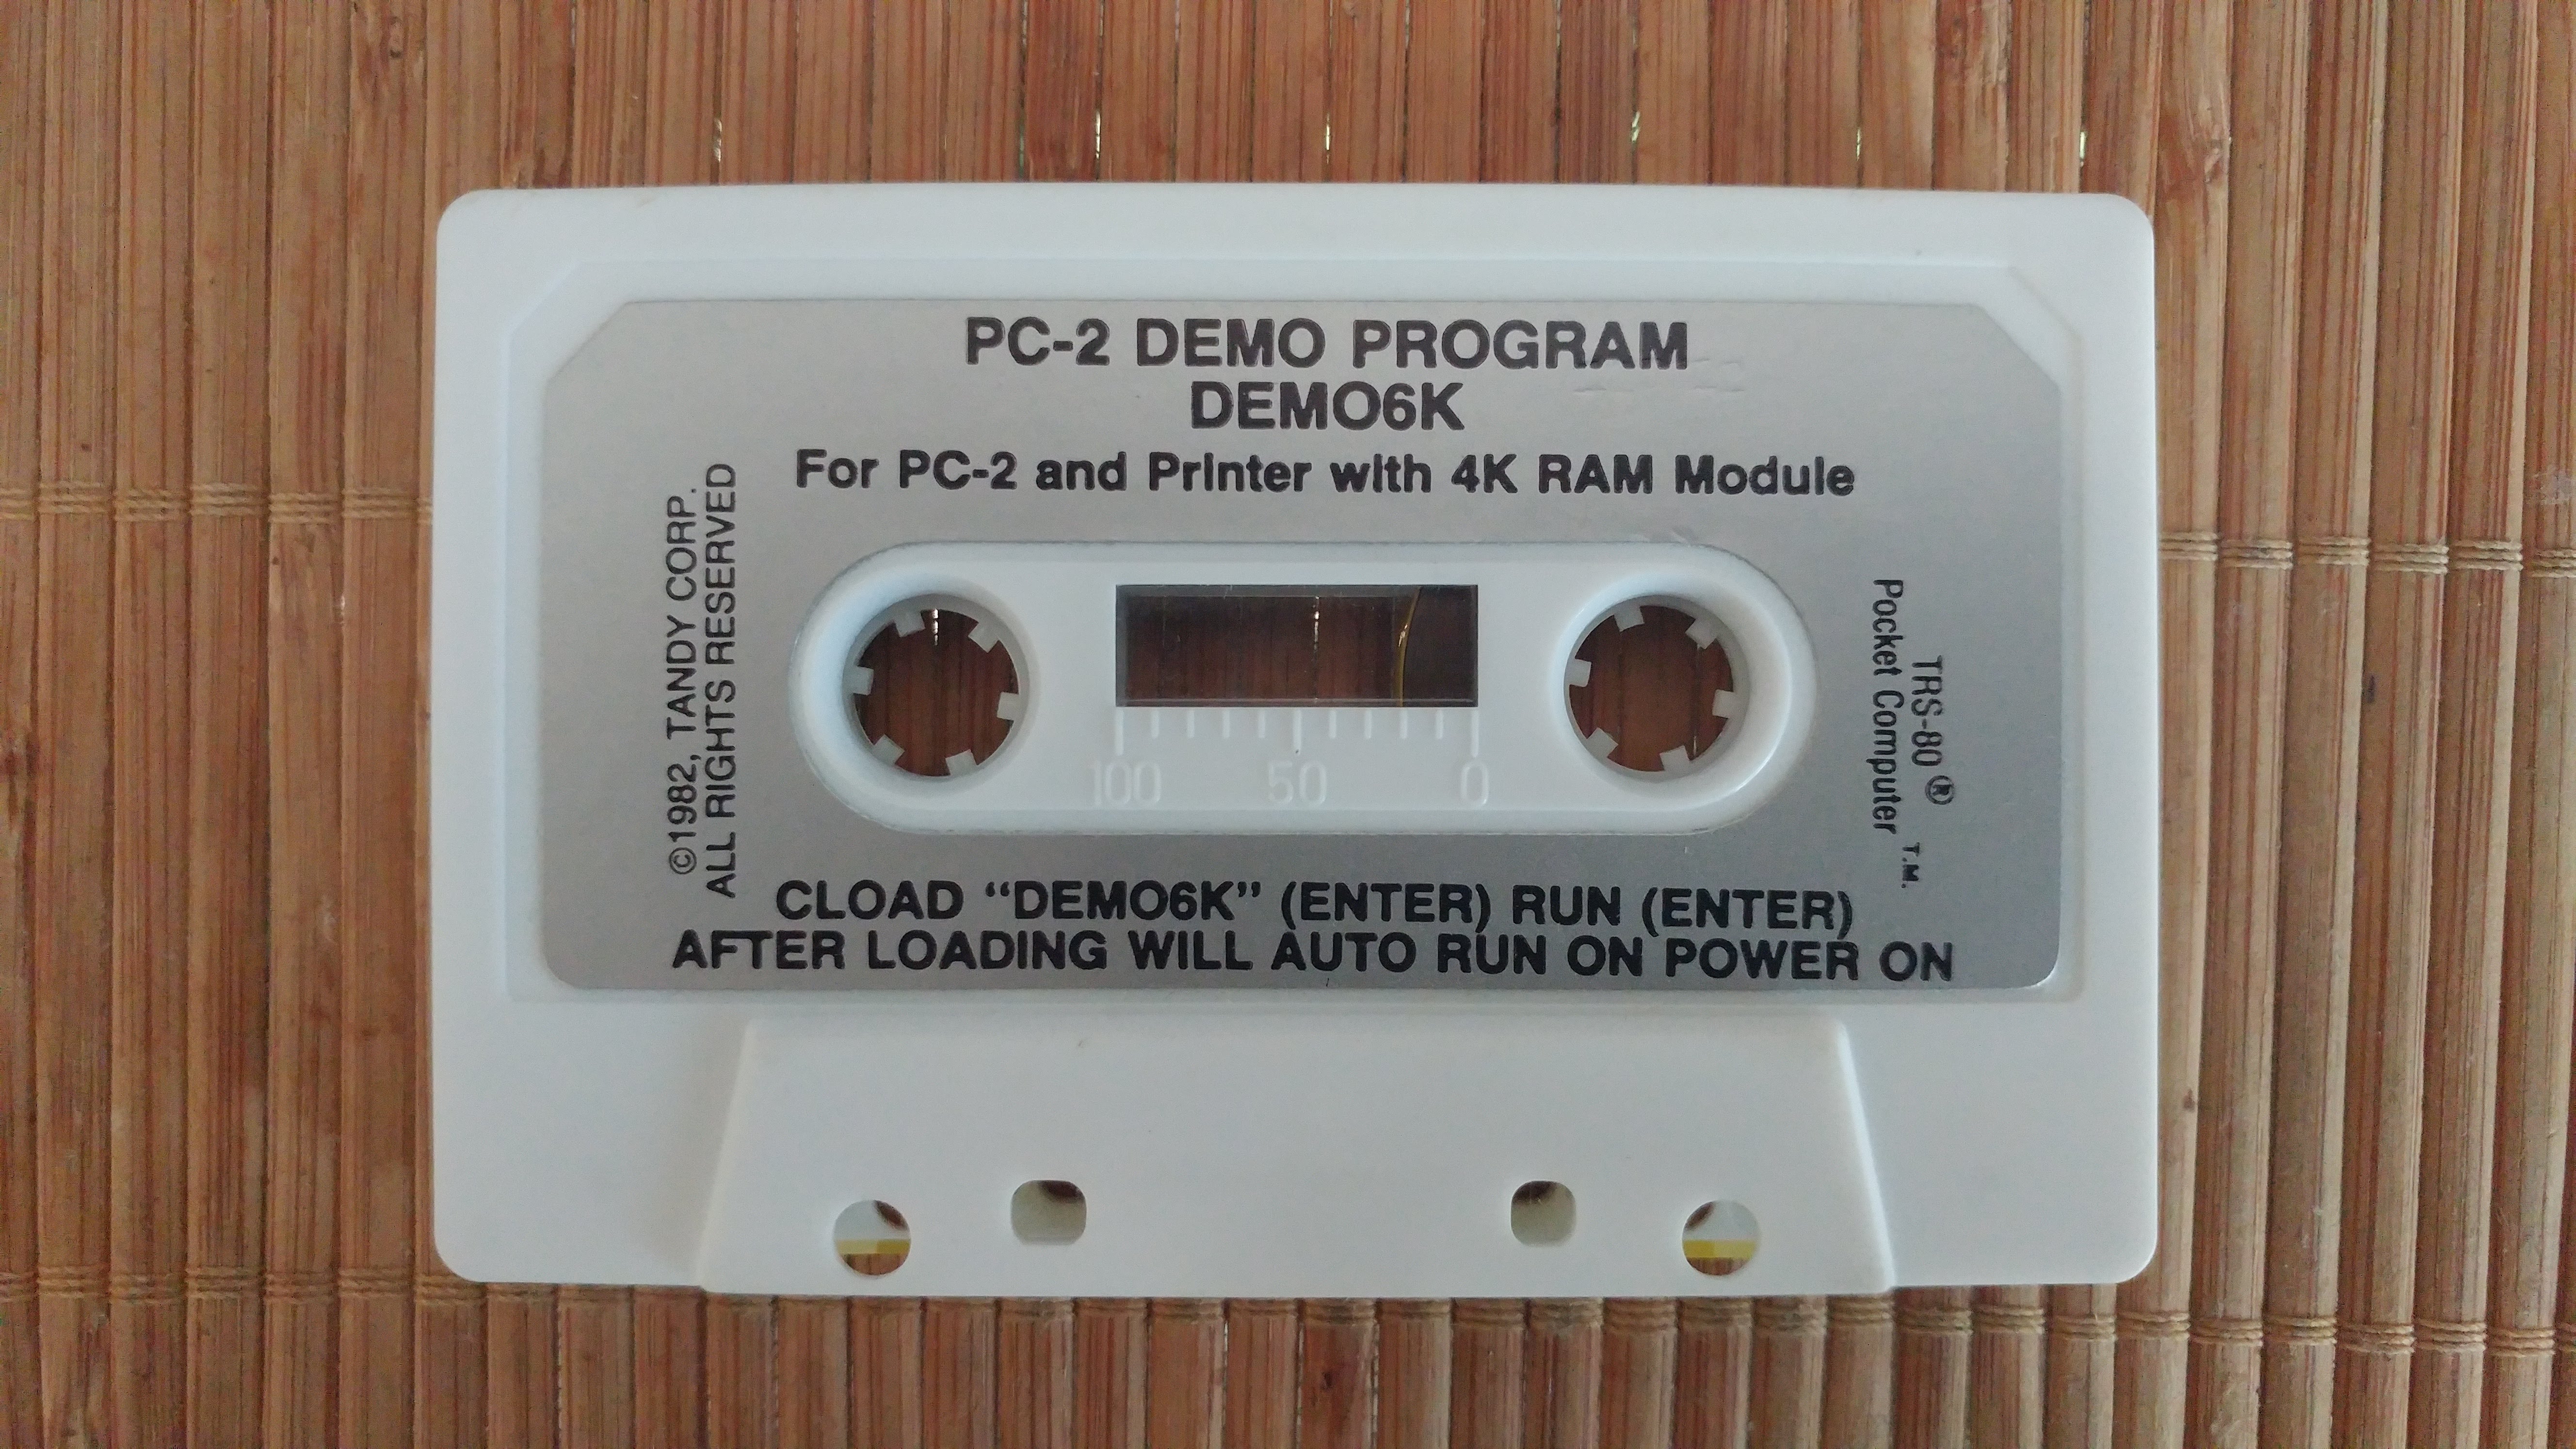 PC-2 DEMO PROGRAM
DEMO6K
For PC-2 and Printer with 4K RAM Module
©1982, TANDY CORP.
ALL RIGHTS RESERVED
TRS-80®
Pocket Computer T.M.
100 50 0
CLOAD “DEMO6K” (ENTER) RUN (ENTER)
AFTER LOADING WILL AUTO RUN ON POWER ON